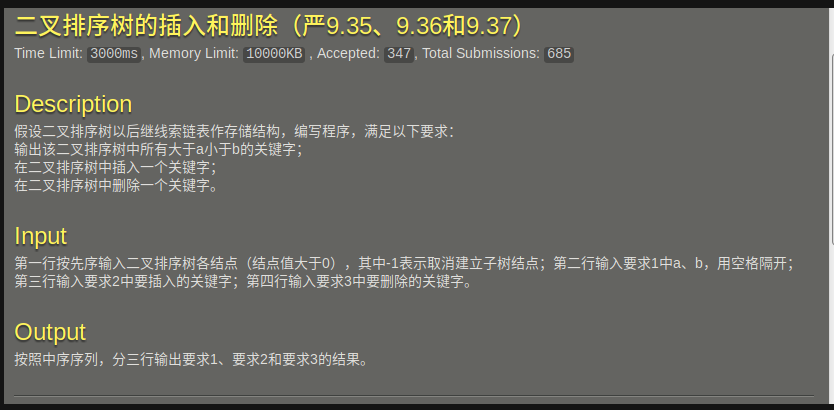 二叉排序树的插入和删除（严9.35、9.36和9.37）
Time Limit: 3000ms, Memory Limit: 10000KB , Accepted: 347, Total Submissions: 685
Description
假设二叉排序树以后继线索链表作存储结构，编写程序，满足以下要求：
输出该二叉排序树中所有大于a小于b的关键字；
在二叉排序树中插入一个关键字；
在二叉排序树中删除一个关键字。
Input
第一行按先序输入二叉排序树各结点（结点值大于0），其中-1表示取消建立子树结点；第二行输入要求1中a、b，用空格隔开；
第三行输入要求2中要插入的关键字；第四行输入要求3中要删除的关键字。
Output
按照中序序列，分三行输出要求1、要求2和要求3的结果。